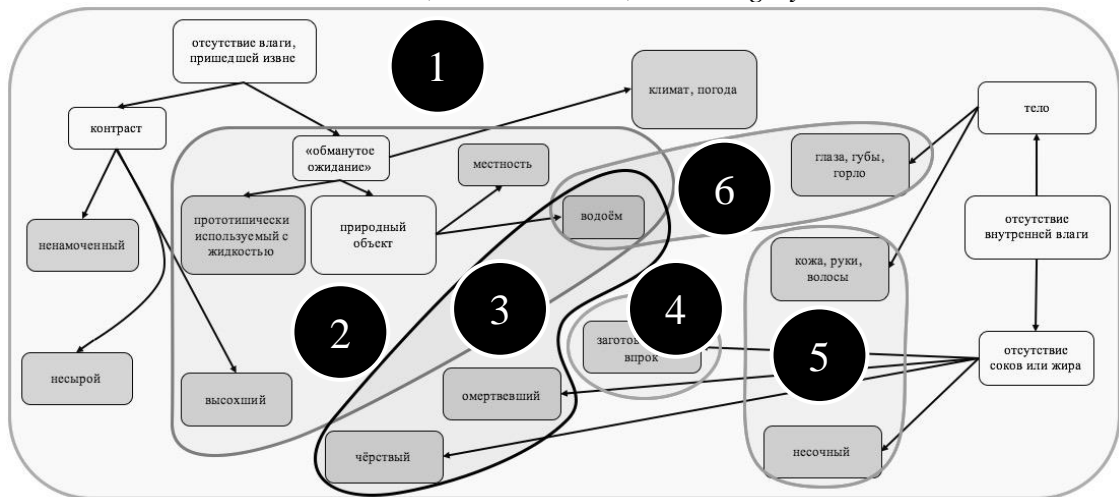 отсутствие влаги,
пришедшей извне
1
климат, погода
тело
контраст
«обманутое
ожидание»
местность
глаза, губы,
горло
6
водоём
прототипически
используемый с
жидкостью
природный
объект
ненамоченный
отсутствие
внутренней влаги
кожа, руки,
волосы
3
4
2
5
впрок
отсутствие
соков или жира
несырой
высохший
омертвевший
чёрствый
несочный